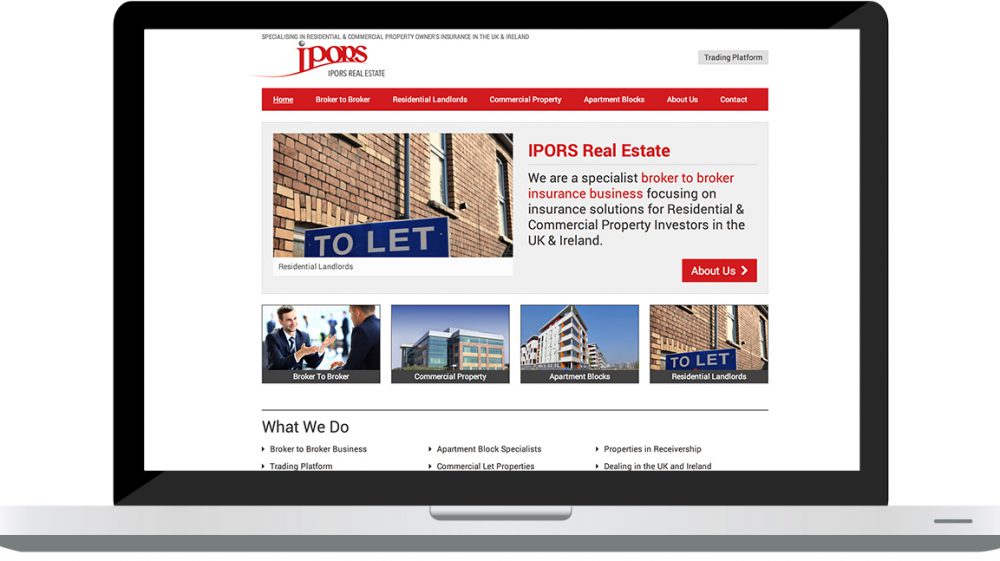 SPECIALISING IN RESIDENTIAL & COMMERCIAL PROPERTY OWNER'S INSURANCE IN THE UK & IRELAND
ipors
IPORS REAL ESTATE
Trading Platform
Home Broker to Broker Residential Landlords Commercial Property Apartment Blocks About Us Contact
TO LET
Residential Landlords
IPORS Real Estate
We are a specialist broker to broker
insurance business focusing on
insurance solutions for Residential &
Commercial Property Investors in the
UK & Ireland.
About Us
TO LET
Broker To Broker Commercial Property Apartment Blocks Residential Landlords
What We Do
Broker to Broker Business Apartment Block Specialists Properties in Receivership
Trading Platform Commercial Let Properties Dealing in the UK and Ireland